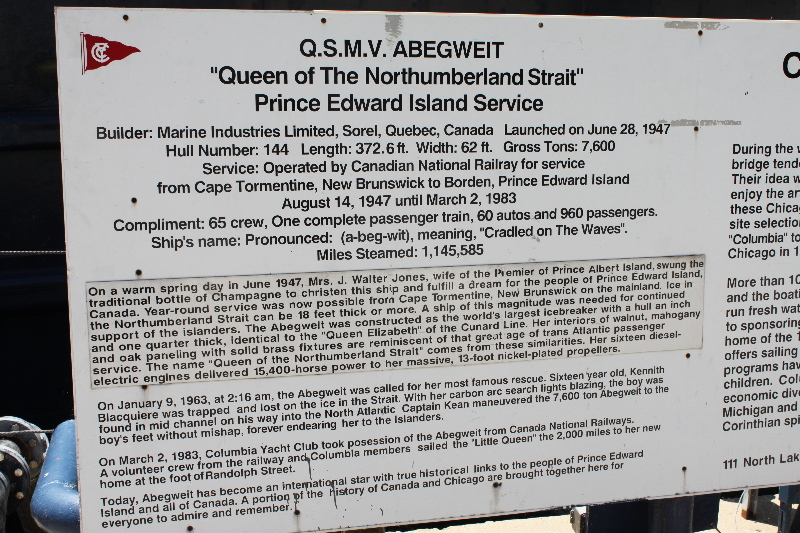 Q.S.M.V. ABEGWEIT
"Queen of The Northumberland Strait"
Prince Edward Island Service
Builder: Marine Industries Limited, Sorel, Quebec, Canada Launched on June 28, 1947
Hull Number: 144 Length: 372.6 ft. Width: 62 ft. Gross Tons: 7,600
Service: Operated by Canadian National Railray for service
from Cape Tormentine, New Brunswick to Borden, Prince Edward Island
August 14, 1947 until March 2, 1983
Compliment: 65 crew, One complete passenger train, 60 autos and 960 passengers.
Ship's name: Pronounced: (a-beg-wit), meaning, "Cradled on The Waves".
Miles Steamed: 1,145,585
On a warm spring day in June 1947, Mrs. J. Walter Jones, wife of the Premier of Prince Albert Island, swung the
traditional bottle of Champagne to christen this ship and fulfill a dream for the people of Prince Edward Island,
Canada. Year-round service was now possible from Cape Tormentine, New Brunswick on the mainland. Ice in
the Northumberland Strait can be 18 feet thick or more. A ship of this magnitude was needed for continued
support of the islanders. The Abegweit was constructed as the world's largest icebreaker with a hull an inch
and one quarter thick, identical to the "Queen Elizabeth" of the Cunard Line. Her interiors of walnut, mahogany
and oak paneling with solid brass fixtures are reminiscent of that great age of trans Atlantic passenger
service. The name "Queen of the Northumberland Strait" comes from these similarities. Her sixteen diesel-
electric engines delivered 15,400-horse power to her massive, 13-foot nickel-plated propellers.
On January 9, 1963, at 2:16 am, the Abegweit was called for her most famous rescue. Sixteen year old, Kennith
Blacquiere was trapped and lost on the ice in the Strait. With her carbon arc search lights blazing, the boy was
found in mid channel on his way into the North Atlantic Captain Kean maneuvered the 7,600 ton Abegweit to the
boy's feet without mishap, forever endearing her to the Islanders.
On March 2, 1983, Columbia Yacht Club took posession of the Abegweit from Canada National Railways.
A volunteer crew from the railway and Columbia members sailed the "Little Queen" the 2,000 miles to her new
home at the foot of Randolph Street.
Today, Abegweit has become an international star with true historical links to the people of Prince Edward
Island and all of Canada. A portion of the history of Canada and Chicago are brought together here for
everyone to admire and remember.
C
During the
bridge tend
Their idea w
enjoy the ar
these Chica
site selectio
"Columbia" to
Chicago in 1
More than 10
and the boati
run fresh wat
to sponsoring
home of the 1
offers sailing
programs hav
children. Col
economic dive
Michigan and
Corinthian spi
111 North Lak